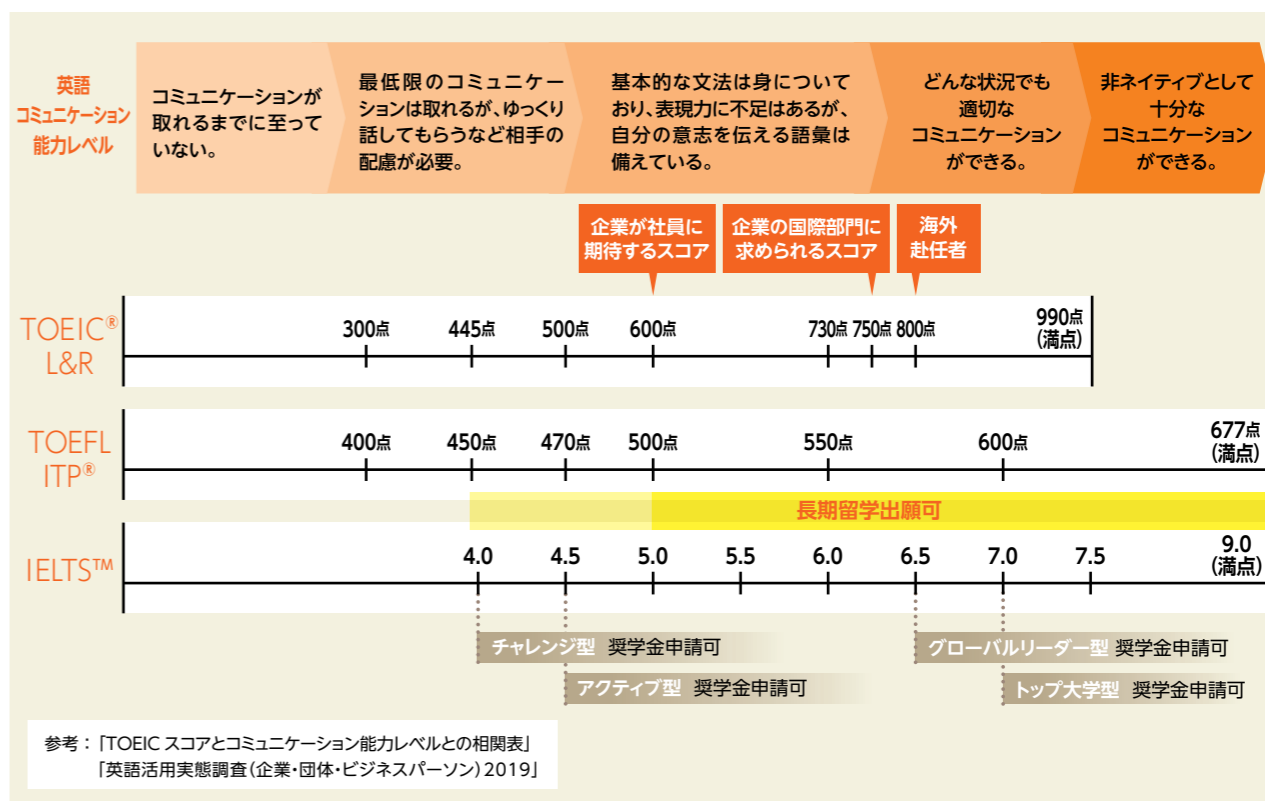 英語
コミュニケーション
能力レベル
コミュニケーションが
取れるまでに至って
いない。
最低限のコミュニケー
ションは取れるが、ゆっくり
話してもらうなど相手の
配慮が必要。
基本的な文法は身について
おり、表現力に不足はあるが、
自分の意志を伝える語彙は
備えている。
どんな状況でも
適切な
コミュニケーション
ができる。
非ネイティブとして
十分な
コミュニケーション
ができる。
企業が社員に
期待するスコア
企業の国際部門に
求められるスコア
海外
赴任者
TOEIC®
L&R
300点 445点 500点 600点 730点 750点 800点 990点
(満点)
TOEFL
ITP®
400点 450点 470点 500点 550点 600点 677点
(満点)
長期留学出願可
IELTS™
4.0 4.5 5.0 5.5 6.0 6.5 7.0 7.5 9.0
(満点)
チャレンジ型 奨学金申請可
グローバルリーダー型 奨学金申請可
アクティブ型 奨学金申請可
トップ大学型 奨学金申請可
参考：「TOEIC スコアとコミュニケーション能力レベルとの相関表」
「英語活用実態調査(企業・団体・ビジネスパーソン)2019」